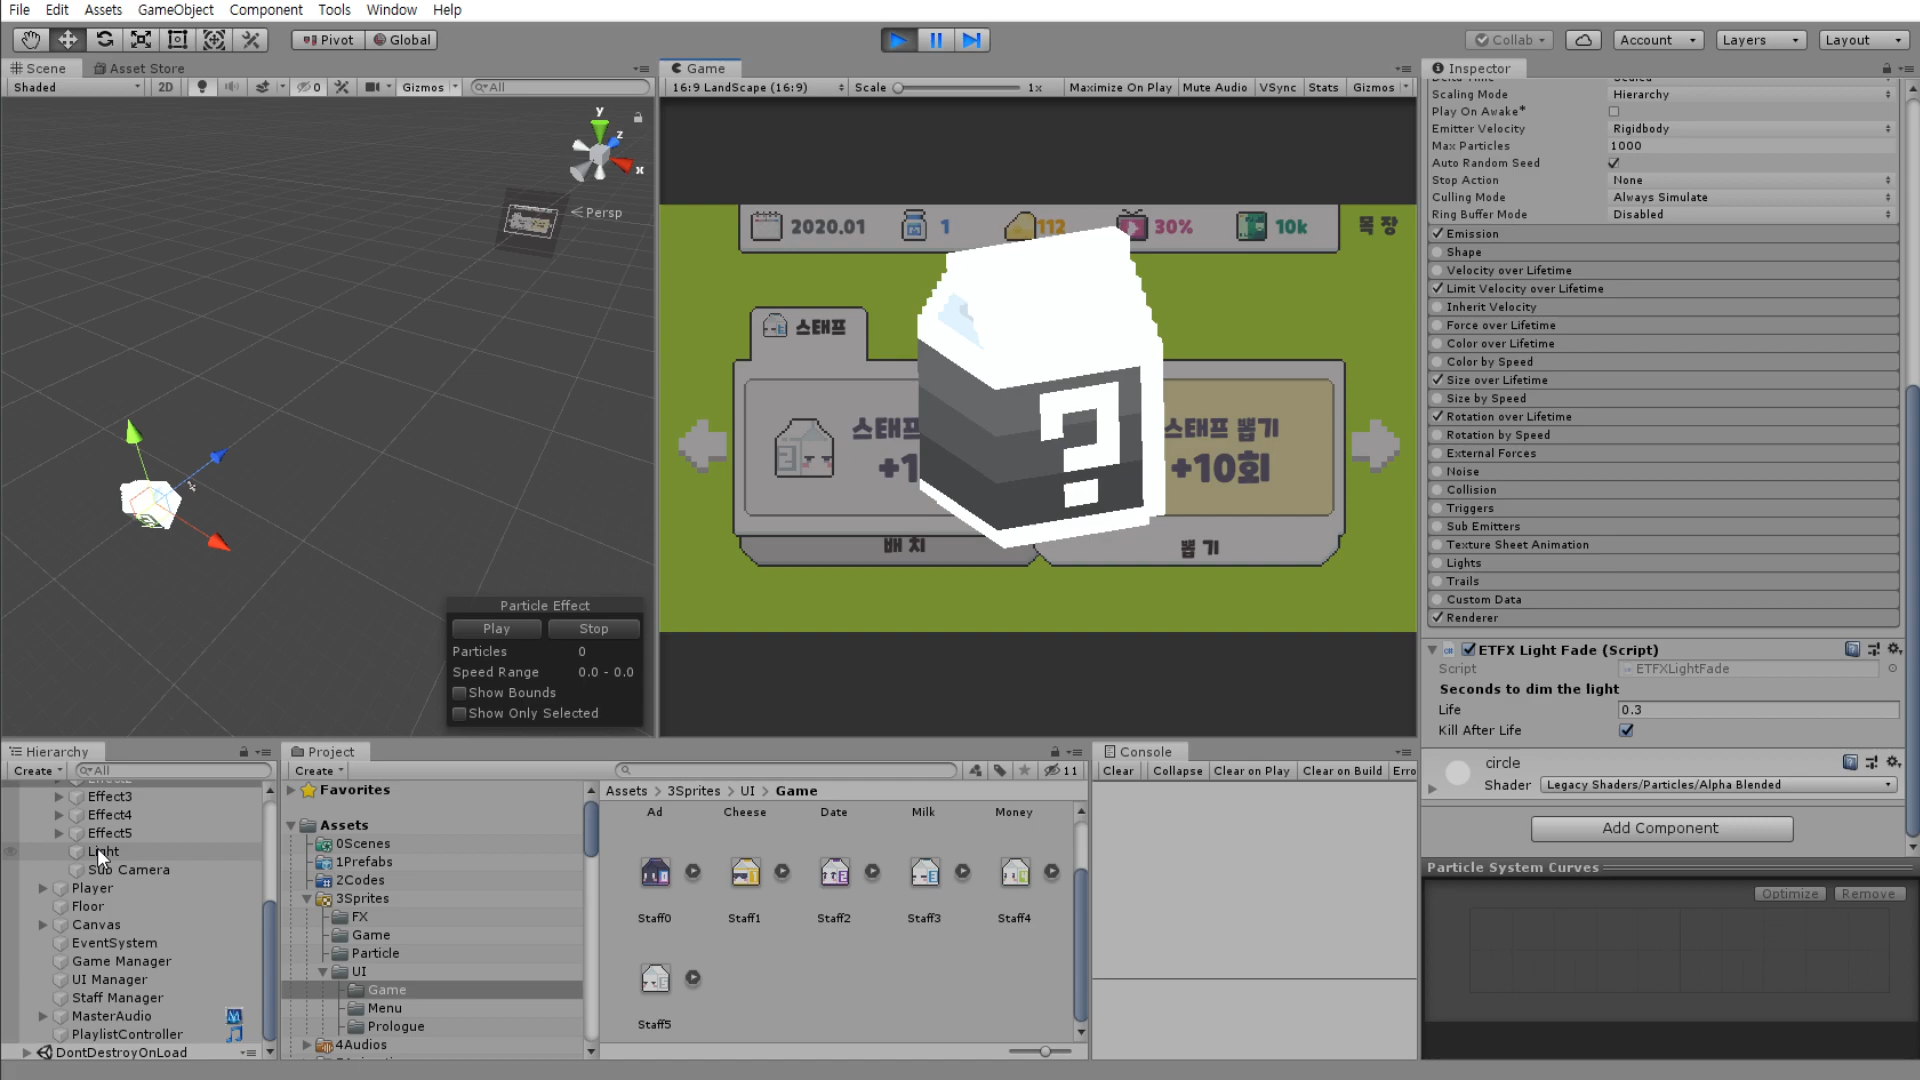 File Edit Assets GameObject Component Tools Window Help
Pivot Global
Collab Account Layers Layout
Scene Asset Store
Shaded 2D 0 Gizmos All
y
z
x
Persp
Particle Effect
Play Stop
Particles 0
Speed Range 0.0 - 0.0
Show Bounds
Show Only Selected
Game
16:9 LandScape (16:9) Scale 1x Maximize On Play Mute Audio VSync Stats Gizmos
2020.01 1 112 30% 10k 목장
스태프
스태프 뽑기
+10회
?
배치 뽑기
Inspector
Scaling Mode Hierarchy
Play On Awake*
Emitter Velocity Rigidbody
Max Particles 1000
Auto Random Seed
Stop Action None
Culling Mode Always Simulate
Ring Buffer Mode Disabled
Emission
Shape
Velocity over Lifetime
Limit Velocity over Lifetime
Inherit Velocity
Force over Lifetime
Color over Lifetime
Color by Speed
Size over Lifetime
Size by Speed
Rotation over Lifetime
Rotation by Speed
External Forces
Noise
Collision
Triggers
Sub Emitters
Texture Sheet Animation
Lights
Trails
Custom Data
Renderer
ETFX Light Fade (Script)
Script ETFXLightFade
Seconds to dim the light
Life 0.3
Kill After Life
circle
Shader Legacy Shaders/Particles/Alpha Blended
Add Component
Particle System Curves
Optimize Remove
Hierarchy
Create All
Effect3
Effect4
Effect5
Light
Sub Camera
Player
Floor
Canvas
EventSystem
Game Manager
UI Manager
Staff Manager
MasterAudio
PlaylistController
DontDestroyOnLoad
Project
Create 11
Favorites
Assets
0Scenes
1Prefabs
2Codes
3Sprites
FX
Game
Particle
UI
Game
Menu
Prologue
4Audios
Assets > 3Sprites > UI > Game
Ad Cheese Date Milk Money
Staff0 Staff1 Staff2 Staff3 Staff4
Staff5
Console
Clear Collapse Clear on Play Clear on Build Erro